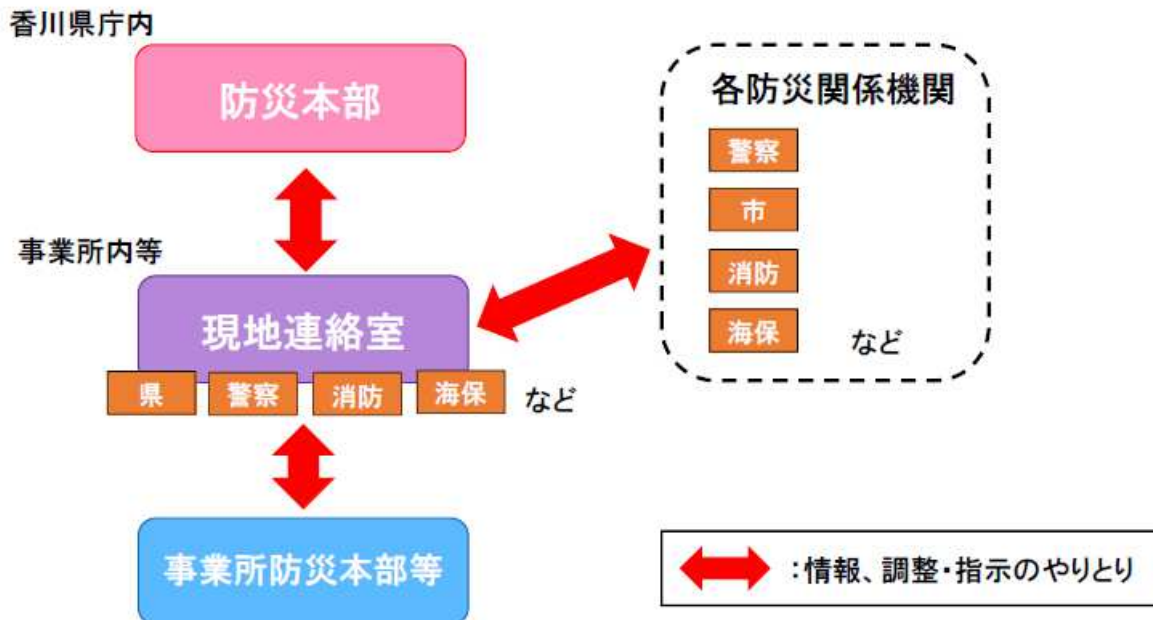 香川県庁内
防災本部
事業所内等
現地連絡室
県 警察 消防 海保 など
事業所防災本部等
各防災関係機関
警察
市
消防
海保 など
:情報、調整・指示のやりとり